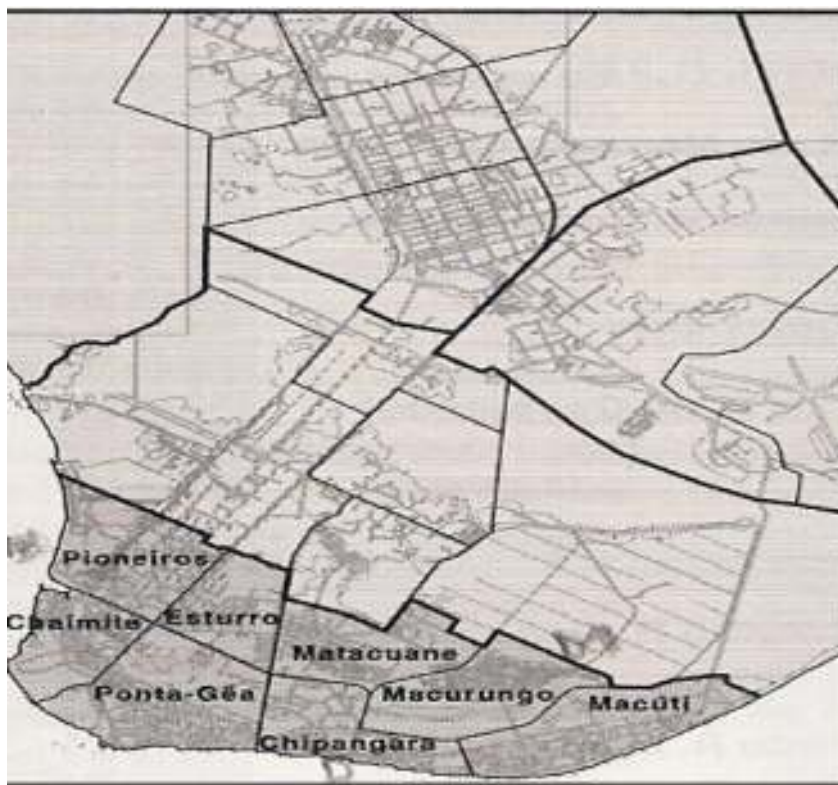 Pioneiros
Chaimite
Esturro
Matacuane
Ponta-Gêa
Macurungo
Macúti
Chipangara